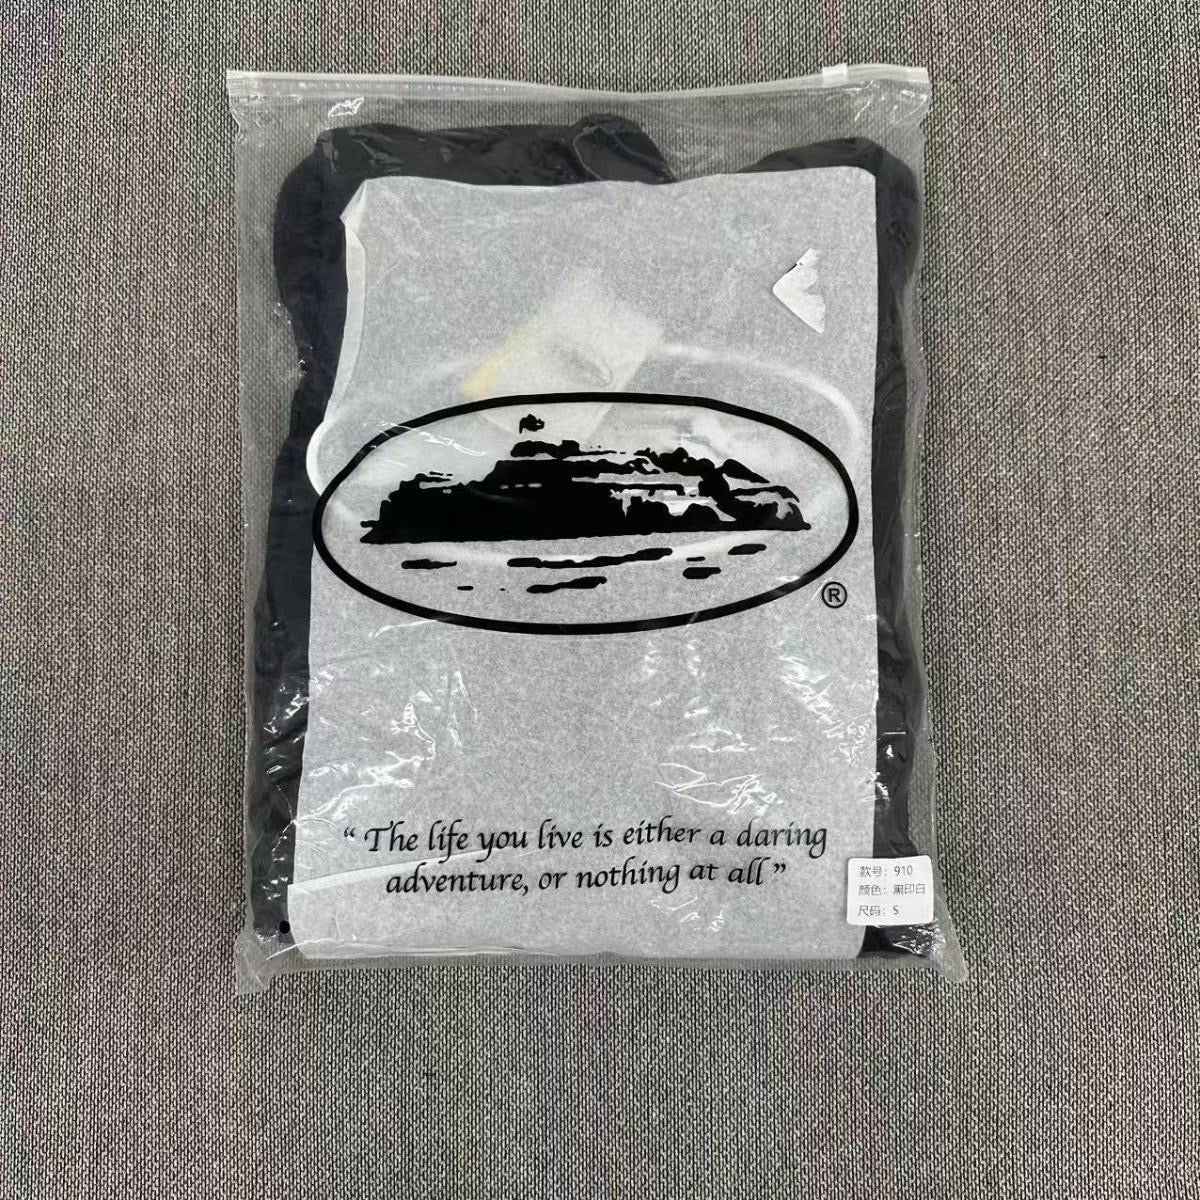 ®
“ The life you live is either a daring
adventure, or nothing at all ”
款号：910
颜色：黑印白
尺码：S